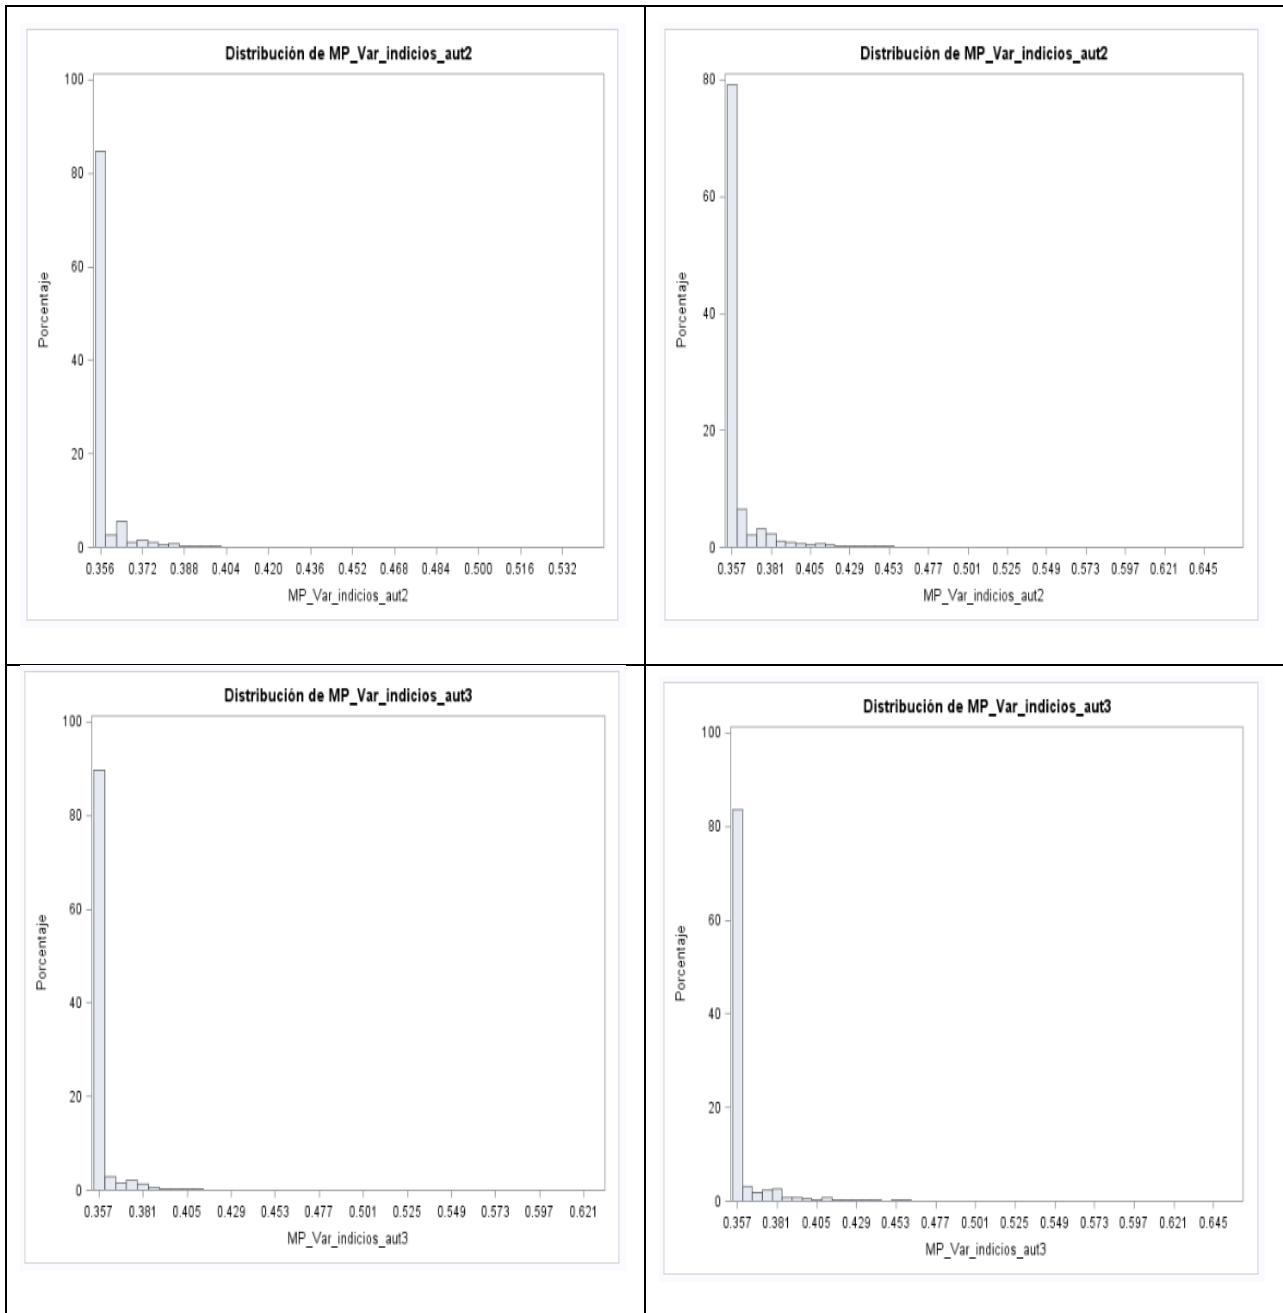 Distribución de MP_Var_indicios_aut2
100
80
60
40
20
0
Porcentaje
0.356 0.372 0.388 0.404 0.420 0.436 0.452 0.468 0.484 0.500 0.516 0.532
MP_Var_indicios_aut2
Distribución de MP_Var_indicios_aut2
80
60
40
20
0
Porcentaje
0.357 0.381 0.405 0.429 0.453 0.477 0.501 0.525 0.549 0.573 0.597 0.621 0.645
MP_Var_indicios_aut2
Distribución de MP_Var_indicios_aut3
100
80
60
40
20
0
Porcentaje
0.357 0.381 0.405 0.429 0.453 0.477 0.501 0.525 0.549 0.573 0.597 0.621
MP_Var_indicios_aut3
Distribución de MP_Var_indicios_aut3
100
80
60
40
20
0
Porcentaje
0.357 0.381 0.405 0.429 0.453 0.477 0.501 0.525 0.549 0.573 0.597 0.621 0.645
MP_Var_indicios_aut3